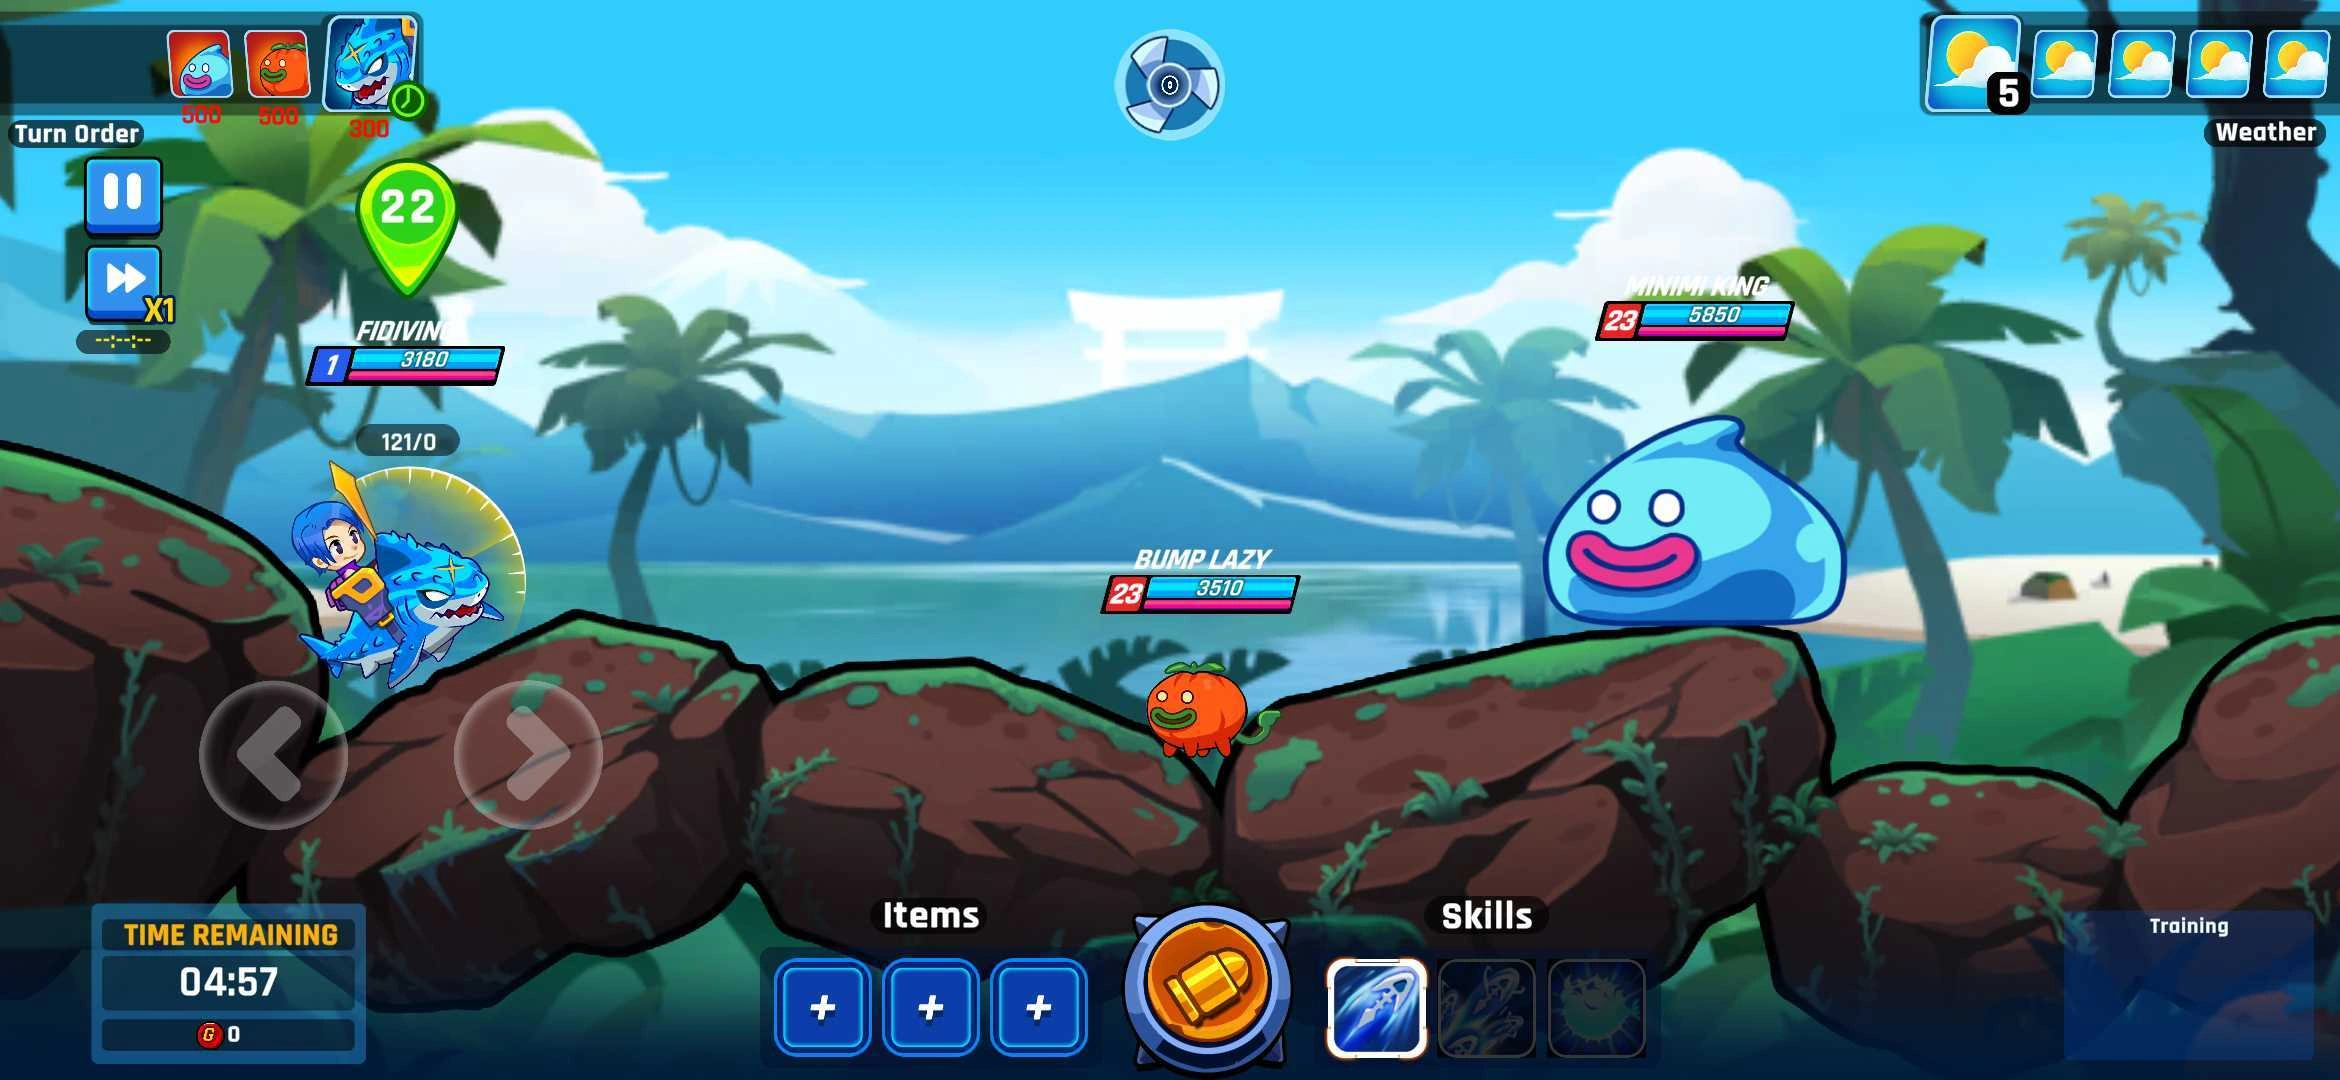 500
500
300
0
5
Turn Order
Weather
22
X1
--:--:--
FIDIVING
1
3180
MINIMI KING
23
5850
121/0
BUMP LAZY
23
3510
TIME REMAINING
04:57
G 0
Items
+
+
+
Skills
Training